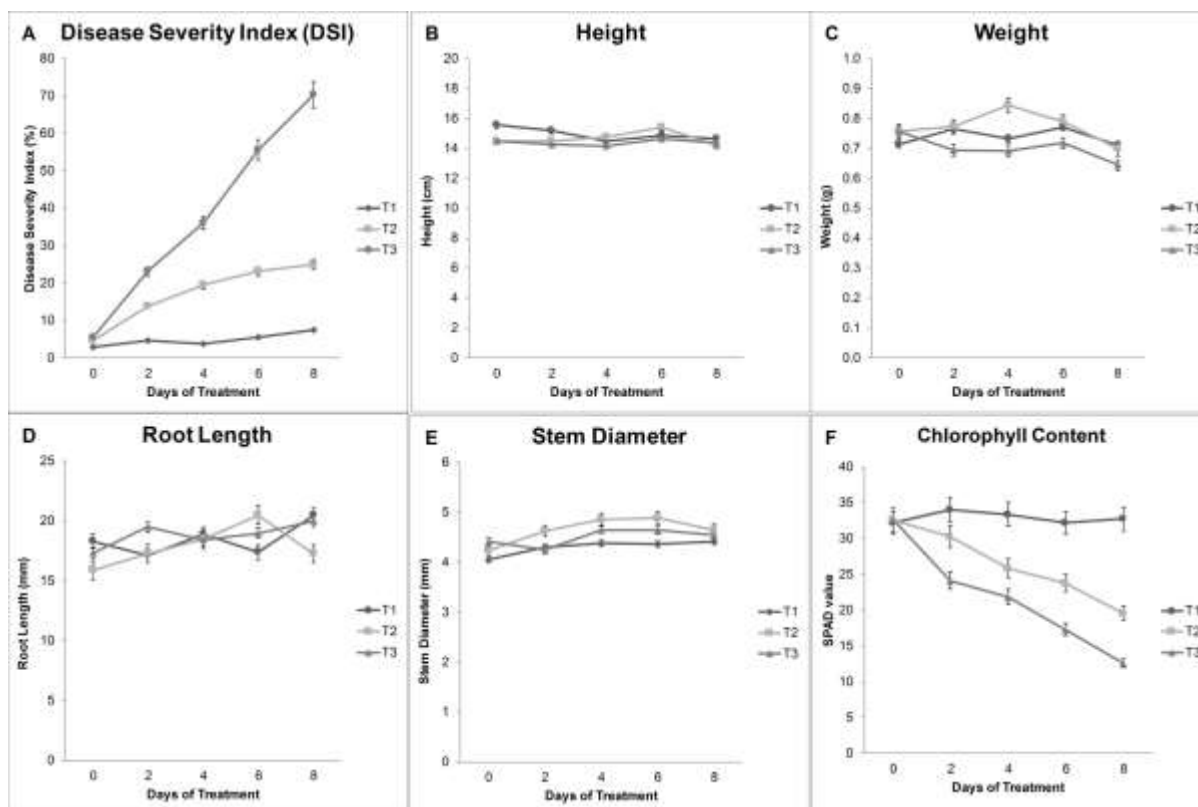 A Disease Severity Index (DSI)
80
70
60
50
40
30
20
10
0
Disease Severity Index (%)
0 2 4 6 8
Days of Treatment
T1
T2
T3
B Height
20
18
16
14
12
10
8
6
4
2
0
Height (cm)
0 2 4 6 8
Days of Treatment
T1
T2
T3
C Weight
1.0
0.9
0.8
0.7
0.6
0.5
0.4
0.3
0.2
0.1
0.0
Weight (g)
0 2 4 6 8
Days of Treatment
T1
T2
T3
D Root Length
25
20
15
10
5
0
Root Length (mm)
0 2 4 6 8
Days of Treatment
T1
T2
T3
E Stem Diameter
6
5
4
3
2
1
0
Stem Diameter (mm)
0 2 4 6 8
Days of Treatment
T1
T2
T3
F Chlorophyll Content
40
35
30
25
20
15
10
5
0
SPAD value
0 2 4 6 8
Days of Treatment
T1
T2
T3